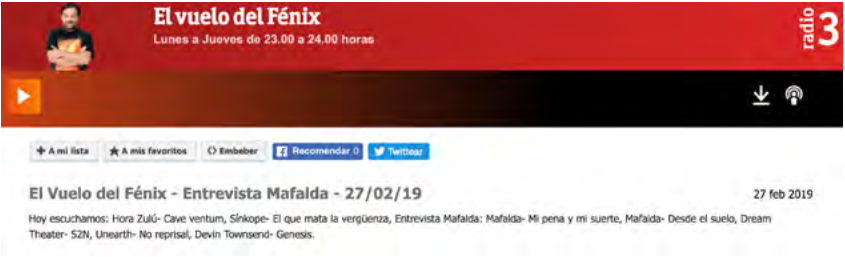 El vuelo del Fénix
Lunes a Jueves de 23.00 a 24.00 horas
radio 3
+ A mi lista
A mis favoritos
Embeber
Recomendar 0
Twittear
El Vuelo del Fénix - Entrevista Mafalda - 27/02/19
27 feb 2019
Hoy escuchamos: Hora Zulú- Cave ventum, Sínkope- El que mata la vergüenza, Entrevista Mafalda: Mafalda- Mi pena y mi suerte, Mafalda- Desde el suelo, Dream
Theater- S2N, Unearth- No reprisal, Devin Townsend- Genesis.